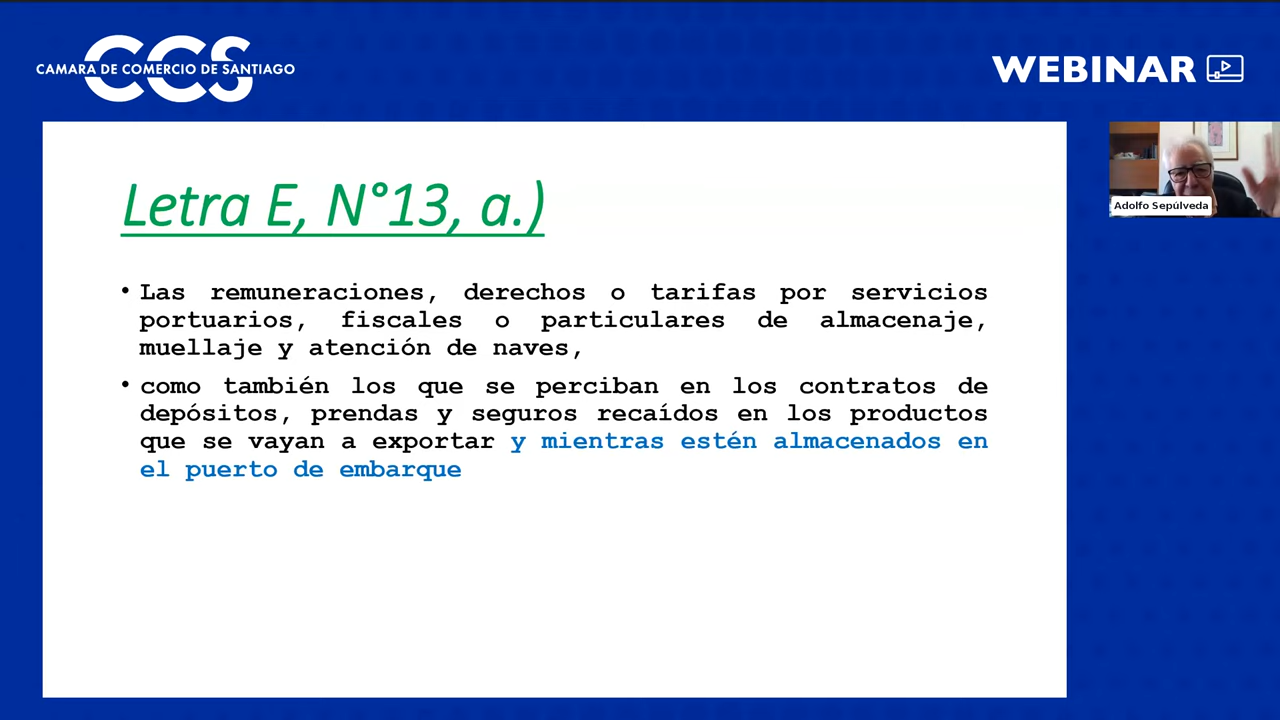 CCS
CAMARA DE COMERCIO DE SANTIAGO
WEBINAR
Letra E, N°13, a.)
• Las remuneraciones, derechos o tarifas por servicios
portuarios, fiscales o particulares de almacenaje,
muellaje y atención de naves,
• como también los que se perciban en los contratos de
depósitos, prendas y seguros recaídos en los productos
que se vayan a exportar y mientras estén almacenados en
el puerto de embarque
Adolfo Sepúlveda